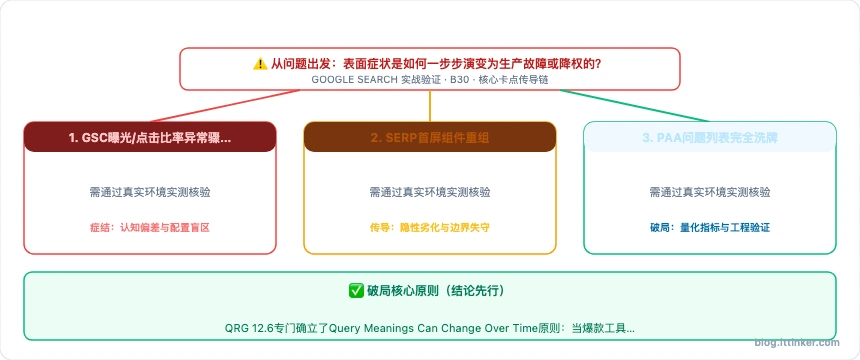 ⚠️ 从问题出发：表面症状是如何一步步演变为生产故障或降权的？
GOOGLE SEARCH 实战验证 · B30 · 核心卡点传导链
1. GSC曝光/点击比率异常骤...
需通过真实环境实测核验
症结：认知偏差与配置盲区
2. SERP首屏组件重组
需通过真实环境实测核验
传导：隐性劣化与边界失守
3. PAA问题列表完全洗牌
需通过真实环境实测核验
破局：量化指标与工程验证
✅ 破局核心原则（结论先行）
QRG 12.6专门确立了Query Meanings Can Change Over Time原则：当爆款工具...
blog.ittinker.com